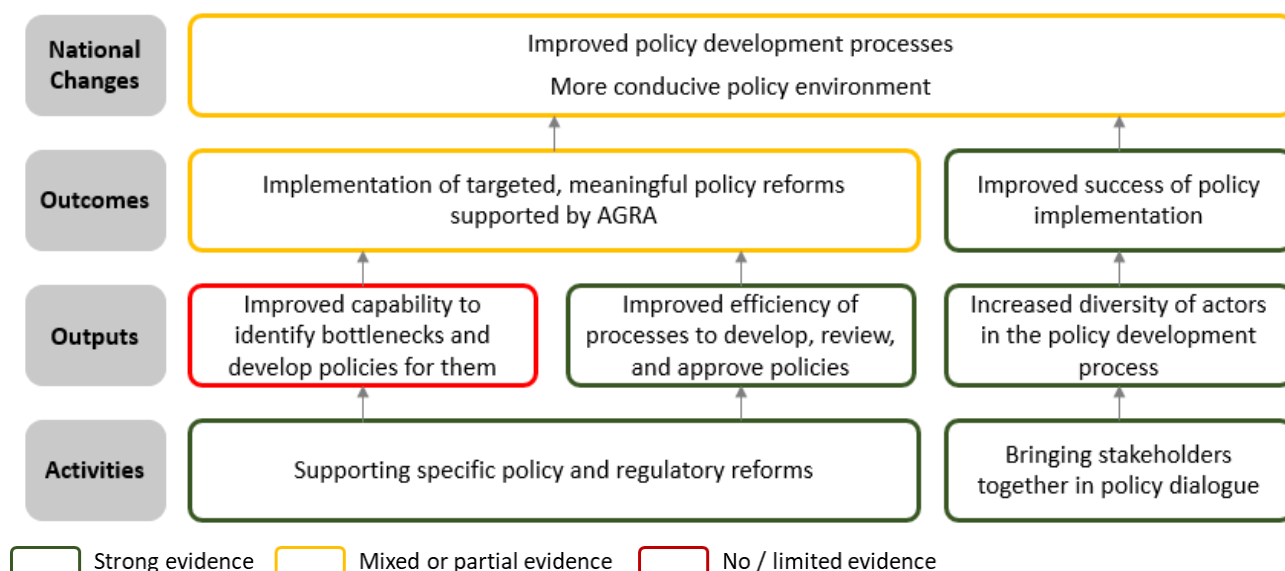 National
Changes
Improved policy development processes
More conducive policy environment
Outcomes
Implementation of targeted, meaningful policy reforms
supported by AGRA
Improved success of policy
implementation
Outputs
Improved capability to
identify bottlenecks and
develop policies for them
Improved efficiency of
processes to develop, review,
and approve policies
Increased diversity of actors
in the policy development
process
Activities
Supporting specific policy and regulatory reforms
Bringing stakeholders
together in policy dialogue
Strong evidence
Mixed or partial evidence
No / limited evidence